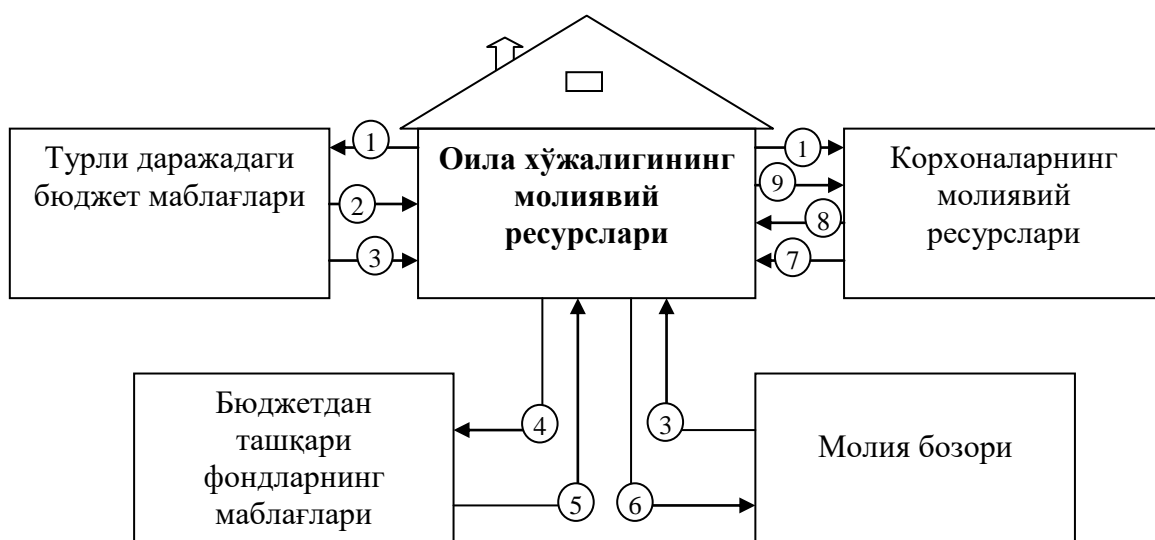 Турли даражадаги
бюджет маблағлари
1
2
3
Оила хўжалигининг
молиявий
ресурслари
1
9
8
7
Корхоналарнинг
молиявий
ресурслари
Бюджетдан
ташқари
фондларнинг
маблағлари
4
5
6
3
Молия бозори